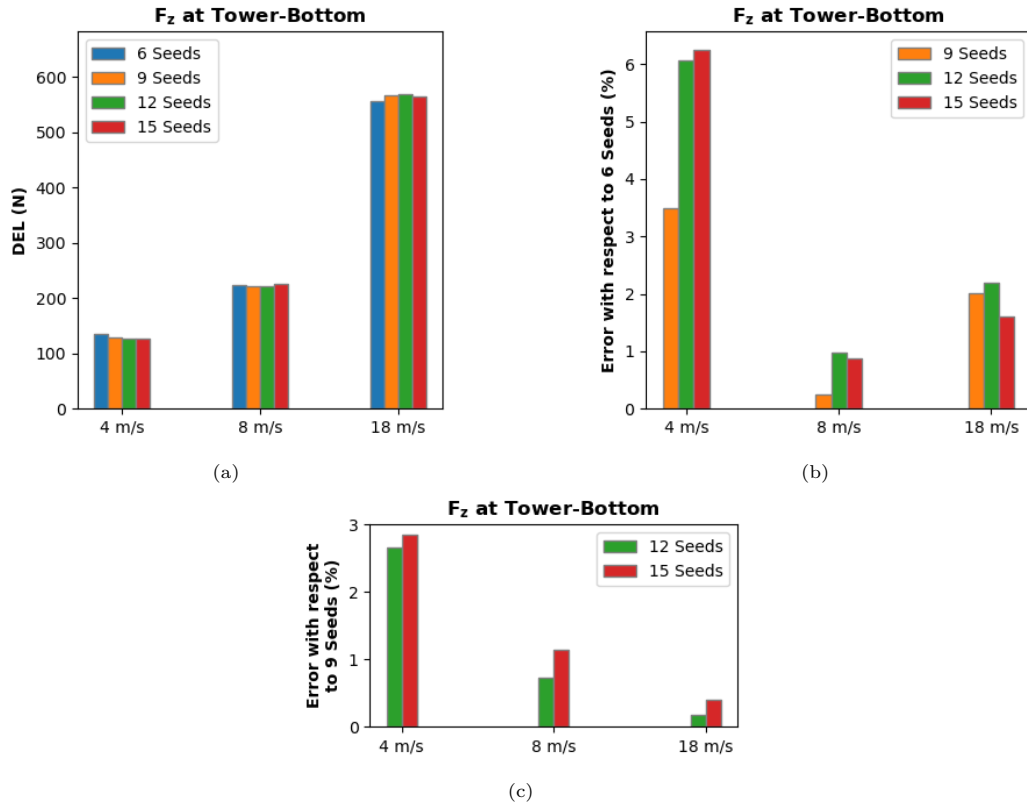 F_z at Tower-Bottom
DEL (N)
600
500
400
300
200
100
0
6 Seeds
9 Seeds
12 Seeds
15 Seeds
4 m/s 8 m/s 18 m/s
(a)
F_z at Tower-Bottom
Error with respect to 6 Seeds (%)
6
5
4
3
2
1
0
9 Seeds
12 Seeds
15 Seeds
4 m/s 8 m/s 18 m/s
(b)
F_z at Tower-Bottom
Error with respect
to 9 Seeds (%)
3
2
1
0
12 Seeds
15 Seeds
4 m/s 8 m/s 18 m/s
(c)